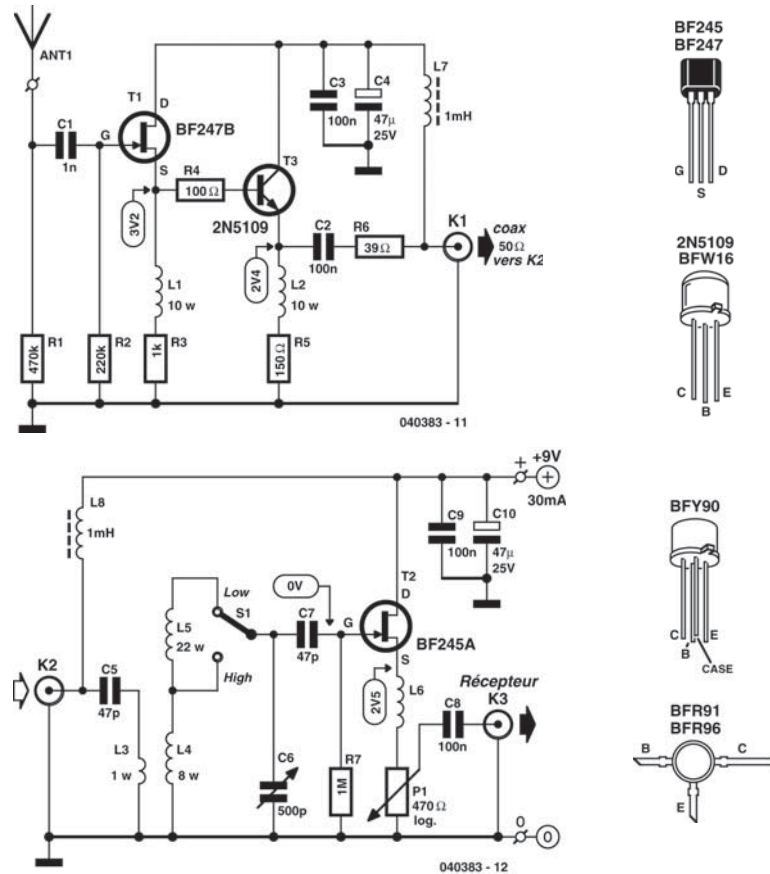 ANT1
C1
1n
G
T1
D
BF247B
S
3V2
R4
100Ω
T3
2N5109
2V4
C3
100n
C4
47µ
25V
L7
1mH
C2
100n
R6
39Ω
K1
coax
50Ω
vers K2
L1
10 w
L2
10 w
R1
470k
R2
220k
R3
1k
R5
150Ω
040383 - 11
BF245
BF247
G
S
D
2N5109
BFW16
C
B
E
L8
1mH
+
+9V
30mA
C9
100n
C10
47µ
25V
Low
S1
High
L5
22 w
0V
C7
47p
T2
D
G
BF245A
S
2V5
L6
K2
C5
47p
L3
1 w
L4
8 w
C6
500p
R7
1M
P1
470Ω
log.
C8
100n
Récepteur
K3
0
0
040383 - 12
BFY90
C
B
E
CASE
BFR91
BFR96
B
C
E